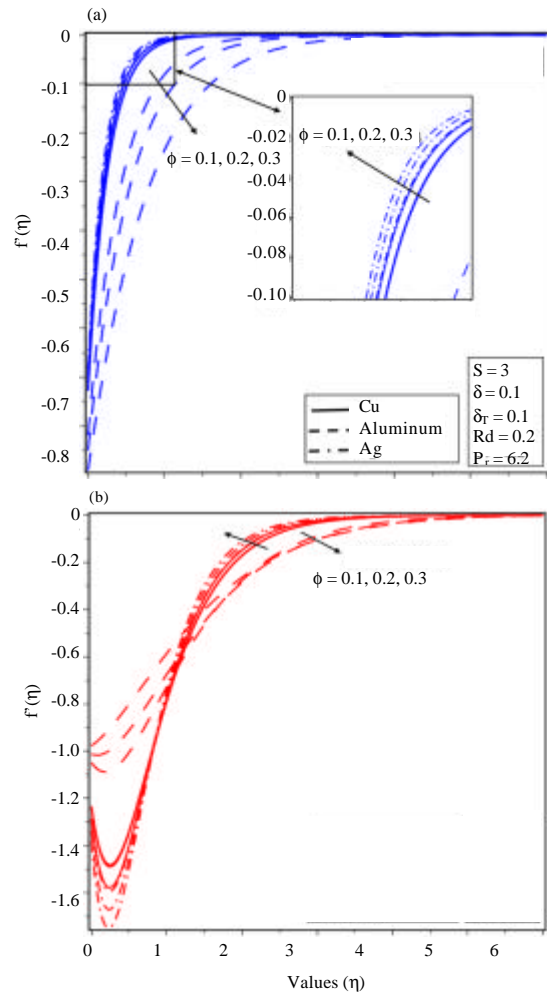 (a)
0
-0.1
-0.2
-0.3
-0.4
-0.5
-0.6
-0.7
-0.8
f'(η)
ϕ = 0.1, 0.2, 0.3
0
-0.02
-0.04
-0.06
-0.08
-0.10
ϕ = 0.1, 0.2, 0.3
Cu
Aluminum
Ag
S = 3
δ = 0.1
δT = 0.1
Rd = 0.2
Pr = 6.2
(b)
0
-0.2
-0.4
-0.6
-0.8
-1.0
-1.2
-1.4
-1.6
f'(η)
ϕ = 0.1, 0.2, 0.3
0 1 2 3 4 5 6
Values (η)